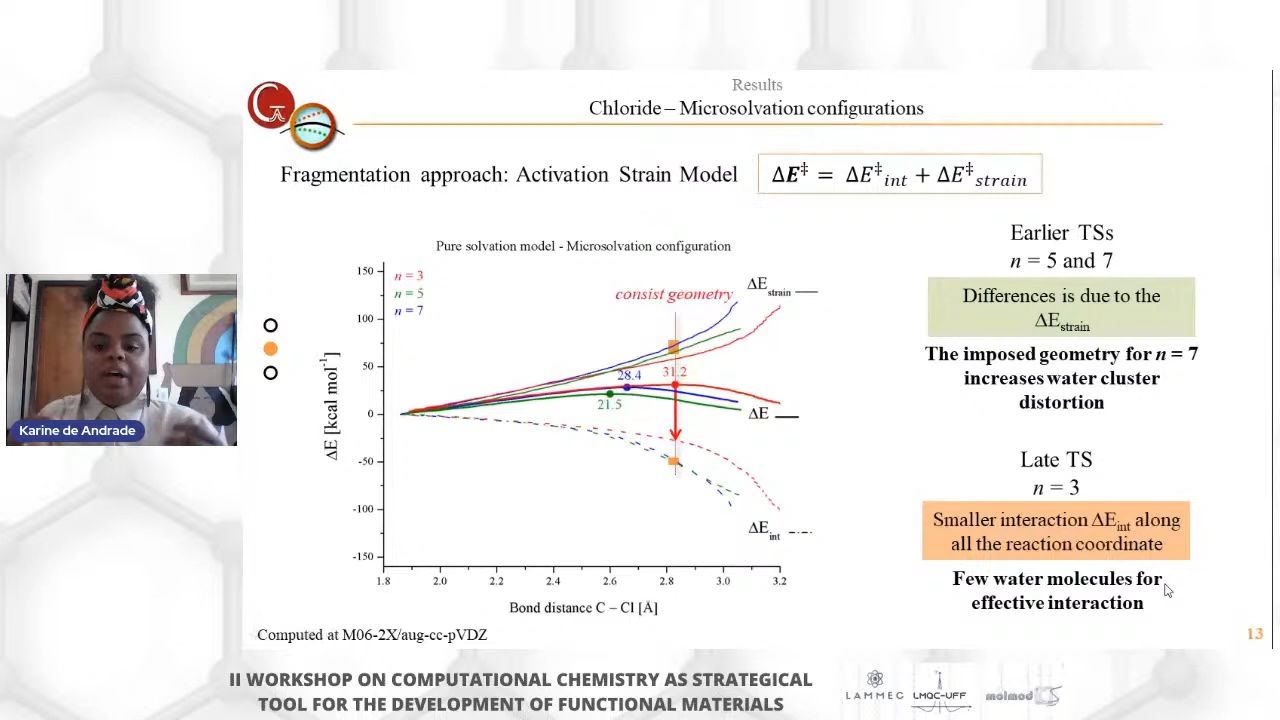 Results
Chloride – Microsolvation configurations
Fragmentation approach: Activation Strain Model
ΔE‡ = ΔE‡int + ΔE‡strain
Pure solvation model - Microsolvation configuration
n = 3
n = 5
n = 7
consist geometry
ΔEstrain
31.2
28.4
21.5
ΔE
ΔEint
150
100
50
0
-50
-100
-150
ΔE [kcal mol-1]
1.8 2.0 2.2 2.4 2.6 2.8 3.0 3.2
Bond distance C – Cl [Å]
Computed at M06-2X/aug-cc-pVDZ
Earlier TSs
n = 5 and 7
Differences is due to the
ΔEstrain
The imposed geometry for n = 7
increases water cluster
distortion
Late TS
n = 3
Smaller interaction ΔEint along
all the reaction coordinate
Few water molecules for
effective interaction
13
Karine de Andrade
II WORKSHOP ON COMPUTATIONAL CHEMISTRY AS STRATEGICAL
TOOL FOR THE DEVELOPMENT OF FUNCTIONAL MATERIALS
LAMMEC
LMQC-UFF
molmod